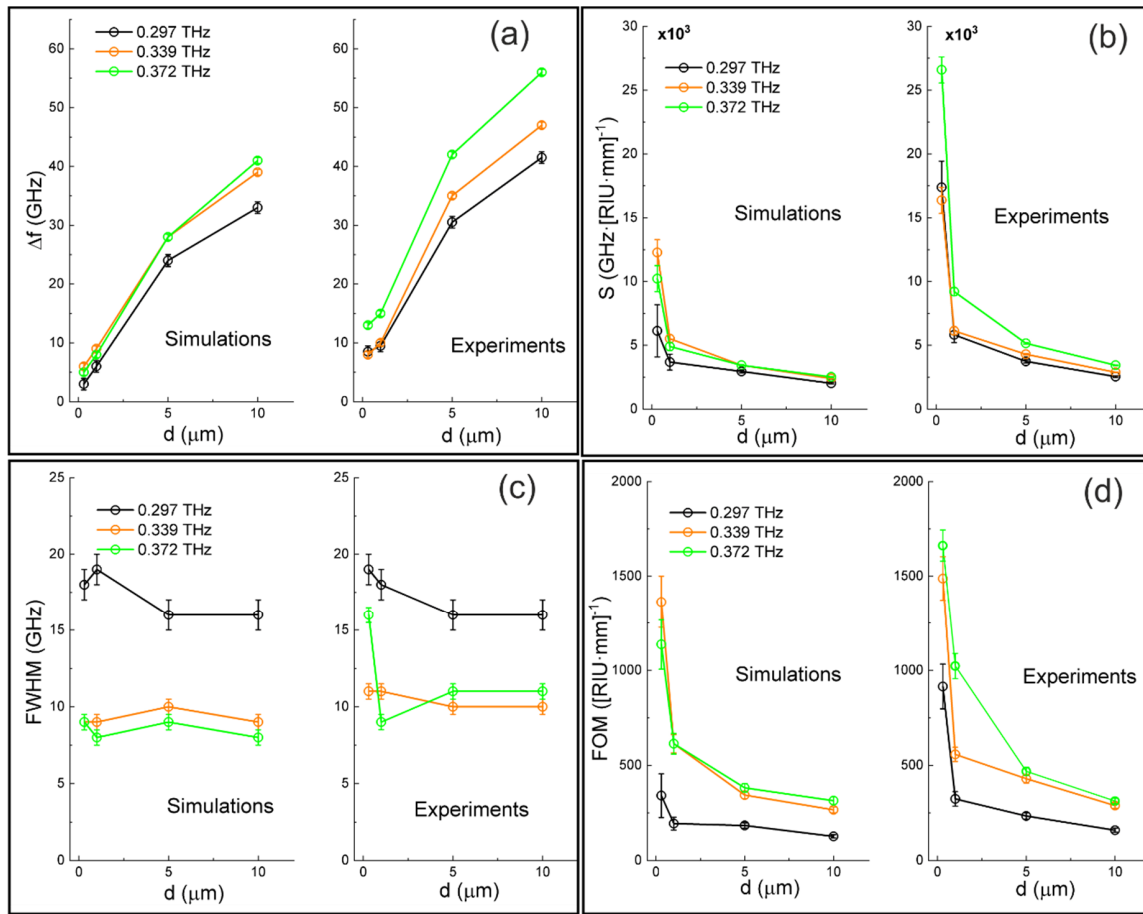 (a)
0.297 THz
0.339 THz
0.372 THz
65
60
50
40
30
20
10
0
Δf (GHz)
Simulations
Experiments
0 5 10
0 5 10
d (μm)
d (μm)
(b)
x10³
x10³
0.297 THz
0.339 THz
0.372 THz
30
25
20
15
10
5
0
30
25
20
15
10
5
0
S (GHz·[RIU·mm]⁻¹
Simulations
Experiments
0 5 10
0 5 10
d (μm)
d (μm)
(c)
0.297 THz
0.339 THz
0.372 THz
25
20
15
10
5
0
25
20
15
10
5
0
FWHM (GHz)
Simulations
Experiments
0 5 10
0 5 10
d (μm)
d (μm)
(d)
0.297 THz
0.339 THz
0.372 THz
2000
1500
1000
500
0
2000
1500
1000
500
0
FOM ([RIU·mm]⁻¹
Simulations
Experiments
0 5 10
0 5 10
d (μm)
d (μm)